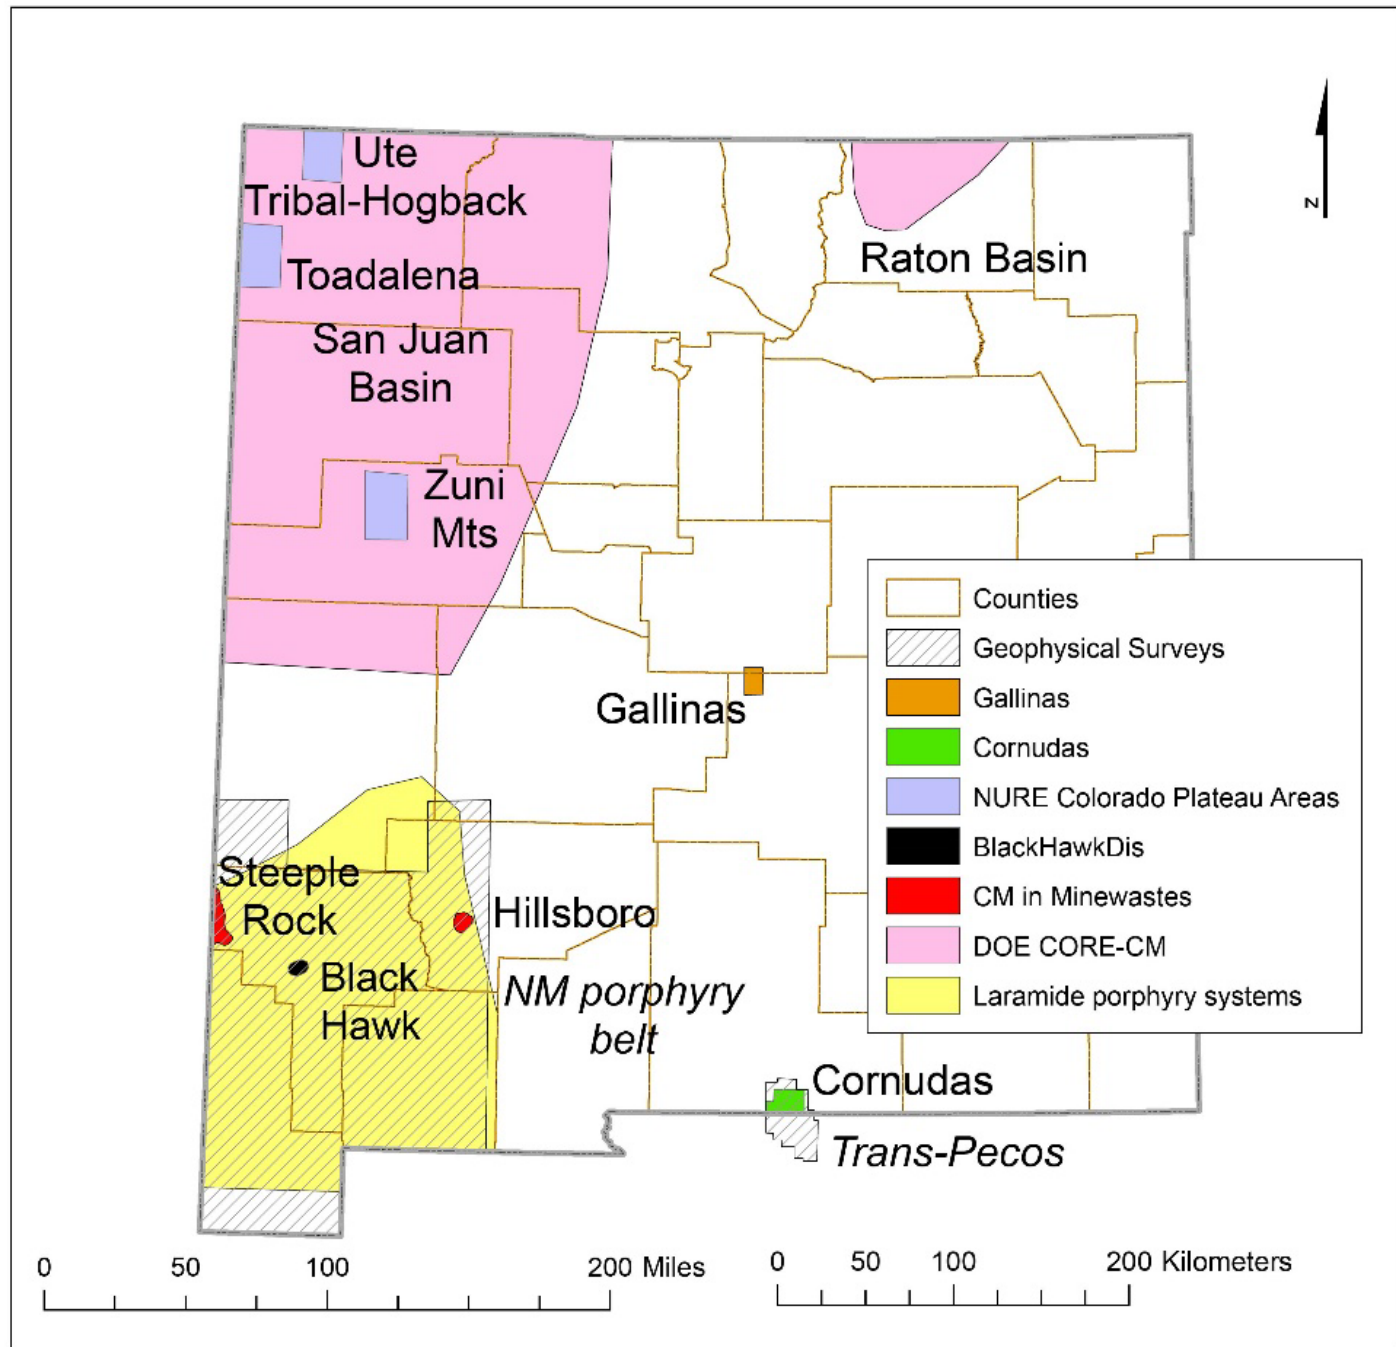 Ute
Tribal-Hogback
Toadalena
San Juan
Basin
Zuni
Mts
Raton Basin
N
Gallinas
Steeple
Rock
Hillsboro
Black
Hawk
NM porphyry
belt
Cornudas
Trans-Pecos
Counties
Geophysical Surveys
Gallinas
Cornudas
NURE Colorado Plateau Areas
BlackHawkDis
CM in Minewastes
DOE CORE-CM
Laramide porphyry systems
0 50 100 200 Miles
0 50 100 200 Kilometers